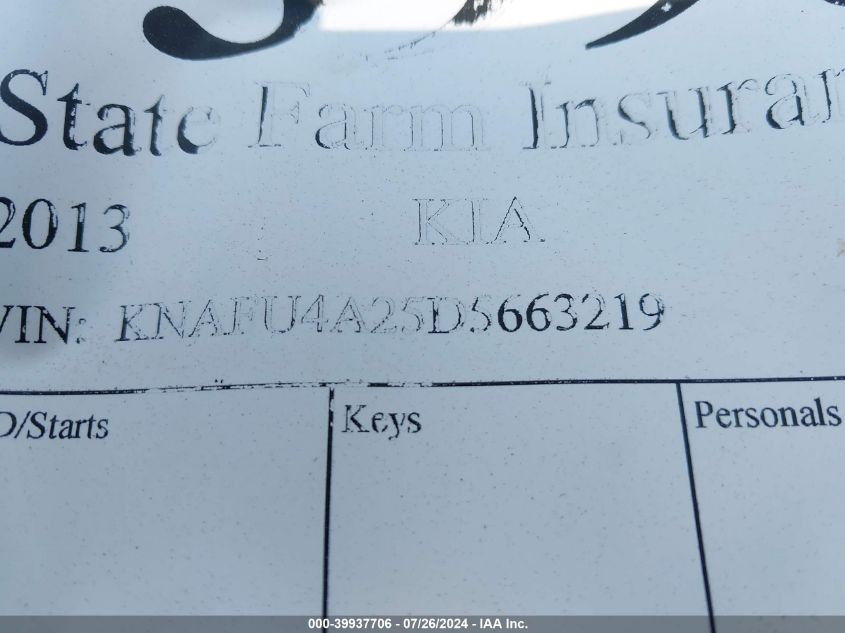 State Farm Insuran
2013 KIA
VIN: KNAFU4A25D5663219
D/Starts Keys Personals
000-39937706 - 07/26/2024 - IAA Inc.